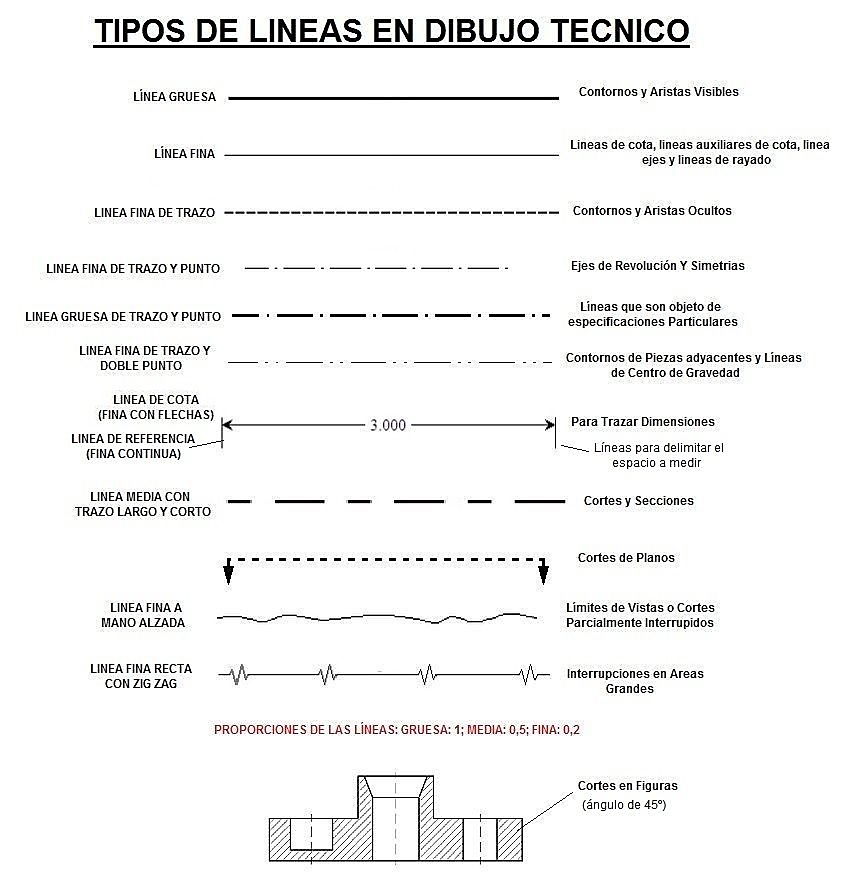 TIPOS DE LINEAS EN DIBUJO TECNICO
LÍNEA GRUESA
Contornos y Aristas Visibles
LÍNEA FINA
Lineas de cota, lineas auxiliares de cota, linea
ejes y lineas de rayado
LINEA FINA DE TRAZO
Contornos y Aristas Ocultos
LINEA FINA DE TRAZO Y PUNTO
Ejes de Revolución Y Simetrias
LINEA GRUESA DE TRAZO Y PUNTO
Líneas que son objeto de
especificaciones Particulares
LINEA FINA DE TRAZO Y
DOBLE PUNTO
Contornos de Piezas adyacentes y Líneas
de Centro de Gravedad
LINEA DE COTA
(FINA CON FLECHAS)
3.000
Para Trazar Dimensiones
LINEA DE REFERENCIA
(FINA CONTINUA)
Líneas para delimitar el
espacio a medir
LINEA MEDIA CON
TRAZO LARGO Y CORTO
Cortes y Secciones
Cortes de Planos
LINEA FINA A
MANO ALZADA
Límites de Vistas o Cortes
Parcialmente Interrupidos
LINEA FINA RECTA
CON ZIG ZAG
Interrupciones en Areas
Grandes
PROPORCIONES DE LAS LÍNEAS: GRUESA: 1; MEDIA: 0,5; FINA: 0,2
Cortes en Figuras
(ángulo de 45º)